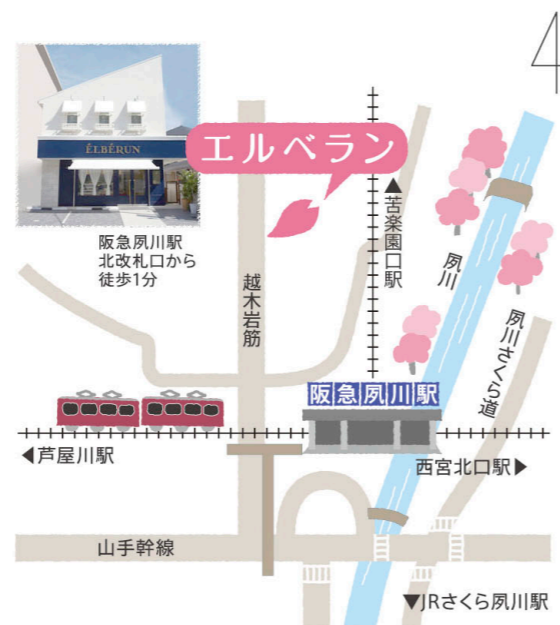 ÉLBÉRUN
エルベラン
阪急夙川駅
北改札口から
徒歩1分
越木岩筋
▲苦楽園口駅
夙川
夙川さくら道
阪急夙川駅
◀芦屋川駅
西宮北口駅▶
山手幹線
▼JRさくら夙川駅